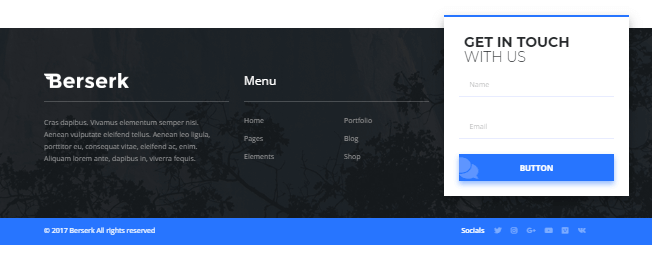 Berserk
Cras dapibus. Vivamus elementum semper nisi.
Aenean vulputate eleifend tellus. Aenean leo ligula,
porttitor eu, consequat vitae, eleifend ac, enim.
Aliquam lorem ante, dapibus in, viverra fequis.
Menu
Home
Pages
Elements
Portfolio
Blog
Shop
GET IN TOUCH
WITH US
Name
Email
BUTTON
© 2017 Berserk All rights reserved
Socials